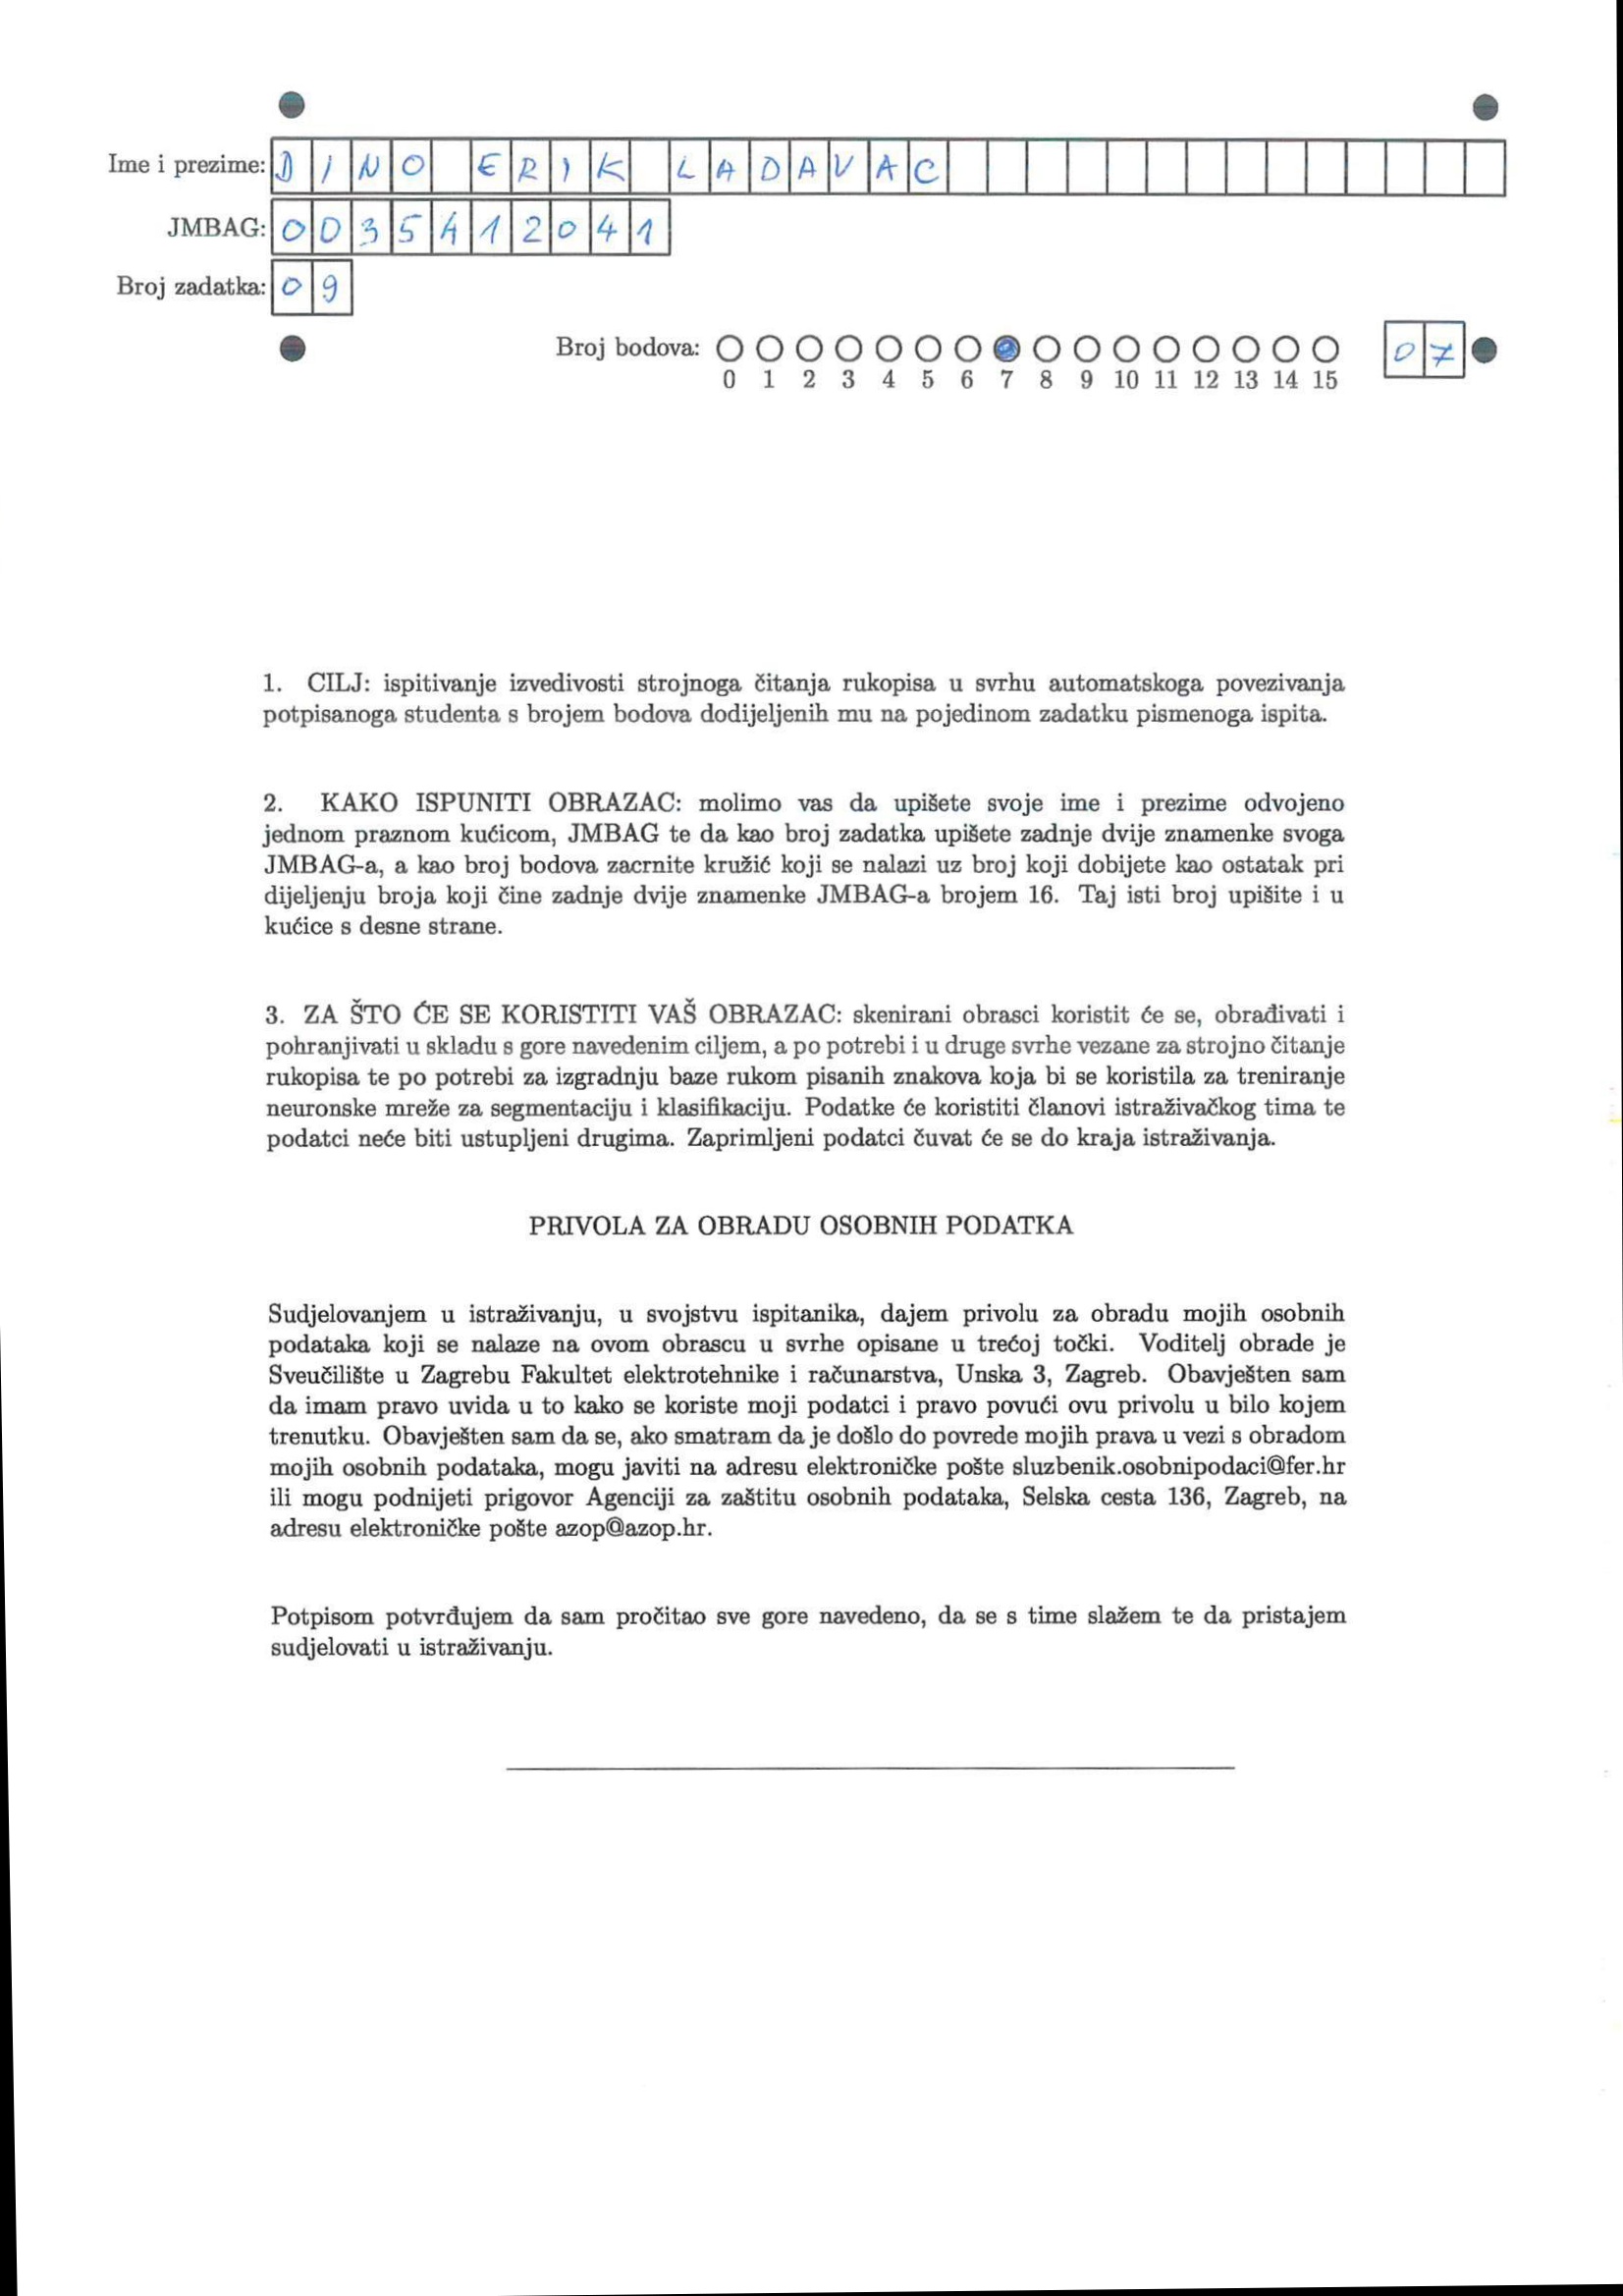 Ime i prezime: DINO ERIK LADAVAC
JMBAG: 0035412041
Broj zadatka: 09
Broj bodova: 07
0 1 2 3 4 5 6 7 8 9 10 11 12 13 14 15
1. CILJ: ispitivanje izvedivosti strojnoga čitanja rukopisa u svrhu automatskoga povezivanja
potpisanoga studenta s brojem bodova dodijeljenih mu na pojedinom zadatku pismenoga ispita.
2. KAKO ISPUNITI OBRAZAC: molimo vas da upišete svoje ime i prezime odvojeno
jednom praznom kućicom, JMBAG te da kao broj zadatka upišete zadnje dvije znamenke svoga
JMBAG-a, a kao broj bodova zacrnite kružić koji se nalazi uz broj koji dobijete kao ostatak pri
dijeljenju broja koji čine zadnje dvije znamenke JMBAG-a brojem 16. Taj isti broj upišite i u
kućice s desne strane.
3. ZA ŠTO ĆE SE KORISTITI VAŠ OBRAZAC: skenirani obrasci koristit će se, obrađivati i
pohranjivati u skladu s gore navedenim ciljem, a po potrebi i u druge svrhe vezane za strojno čitanje
rukopisa te po potrebi za izgradnju baze rukom pisanih znakova koja bi se koristila za treniranje
neuronske mreže za segmentaciju i klasifikaciju. Podatke će koristiti članovi istraživačkog tima te
podatci neće biti ustupljeni drugima. Zaprimljeni podatci čuvat će se do kraja istraživanja.
PRIVOLA ZA OBRADU OSOBNIH PODATKA
Sudjelovanjem u istraživanju, u svojstvu ispitanika, dajem privolu za obradu mojih osobnih
podataka koji se nalaze na ovom obrascu u svrhe opisane u trećoj točki. Voditelj obrade je
Sveučilište u Zagrebu Fakultet elektrotehnike i računarstva, Unska 3, Zagreb. Obavješten sam
da imam pravo uvida u to kako se koriste moji podatci i pravo povući ovu privolu u bilo kojem
trenutku. Obavješten sam da se, ako smatram da je došlo do povrede mojih prava u vezi s obradom
mojih osobnih podataka, mogu javiti na adresu elektroničke pošte sluzbenik.osobnipodaci@fer.hr
ili mogu podnijeti prigovor Agenciji za zaštitu osobnih podataka, Selska cesta 136, Zagreb, na
adresu elektroničke pošte azop@azop.hr.
Potpisom potvrđujem da sam pročitao sve gore navedeno, da se s time slažem te da pristajem
sudjelovati u istraživanju.